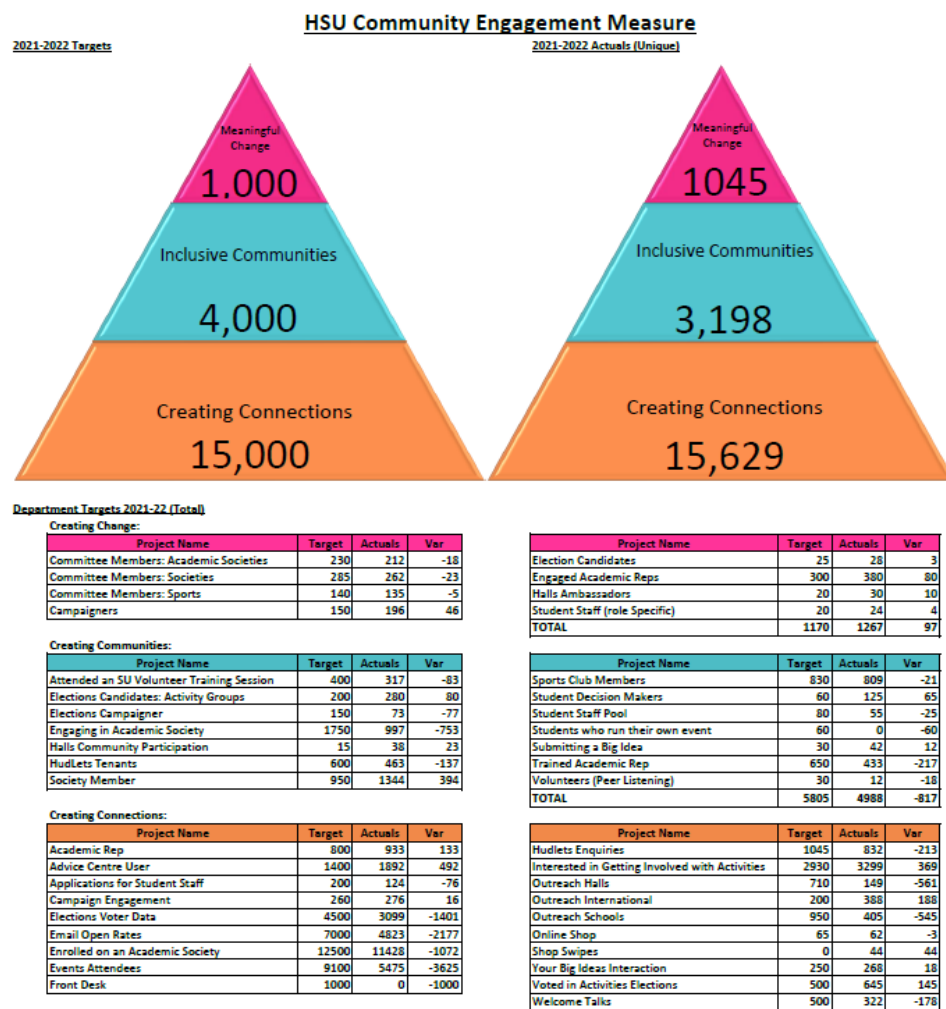 HSU Community Engagement Measure
2021-2022 Targets
2021-2022 Actuals (Unique)
Meaningful
Change
1,000
Inclusive Communities
4,000
Creating Connections
15,000
Meaningful
Change
1045
Inclusive Communities
3,198
Creating Connections
15,629
Department Targets 2021-22 (Total)
Creating Change:
Project Name Target Actuals Var
Committee Members: Academic Societies 230 212 -18
Committee Members: Societies 285 262 -23
Committee Members: Sports 140 135 -5
Campaigners 150 196 46
Project Name Target Actuals Var
Election Candidates 25 28 3
Engaged Academic Reps 300 380 80
Halls Ambassadors 20 30 10
Student Staff (role Specific) 20 24 4
TOTAL 1170 1267 97
Creating Communities:
Project Name Target Actuals Var
Attended an SU Volunteer Training Session 400 317 -83
Elections Candidates: Activity Groups 200 280 80
Elections Campaigner 150 73 -77
Engaging in Academic Society 1750 997 -753
Halls Community Participation 15 38 23
HudLets Tenants 600 463 -137
Society Member 950 1344 394
Project Name Target Actuals Var
Sports Club Members 830 809 -21
Student Decision Makers 60 125 65
Student Staff Pool 80 55 -25
Students who run their own event 60 0 -60
Submitting a Big Idea 30 42 12
Trained Academic Rep 650 433 -217
Volunteers (Peer Listening) 30 12 -18
TOTAL 5805 4988 -817
Creating Connections:
Project Name Target Actuals Var
Academic Rep 800 933 133
Advice Centre User 1400 1892 492
Applications for Student Staff 200 124 -76
Campaign Engagement 260 276 16
Elections Voter Data 4500 3099 -1401
Email Open Rates 7000 4823 -2177
Enrolled on an Academic Society 12500 11428 -1072
Events Attendees 9100 5475 -3625
Front Desk 1000 0 -1000
Project Name Target Actuals Var
Hudlets Enquiries 1045 832 -213
Interested in Getting Involved with Activities 2930 3299 369
Outreach Halls 710 149 -561
Outreach International 200 388 188
Outreach Schools 950 405 -545
Online Shop 65 62 -3
Shop Swipes 0 44 44
Your Big Ideas Interaction 250 268 18
Voted in Activities Elections 500 645 145
Welcome Talks 500 322 -178